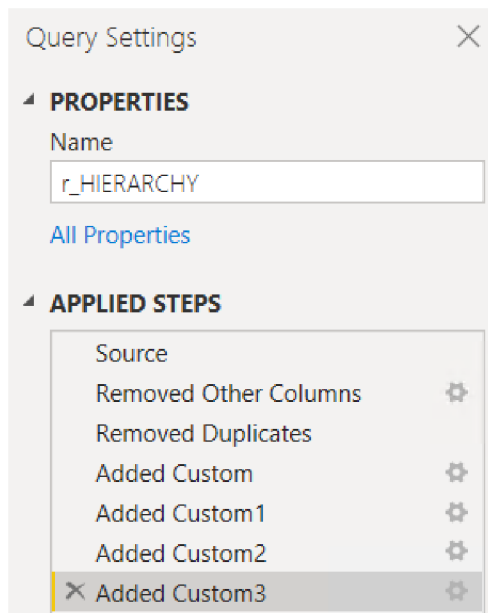 Query Settings
PROPERTIES
Name
r_HIERARCHY
All Properties
APPLIED STEPS
Source
Removed Other Columns
Removed Duplicates
Added Custom
Added Custom1
Added Custom2
Added Custom3